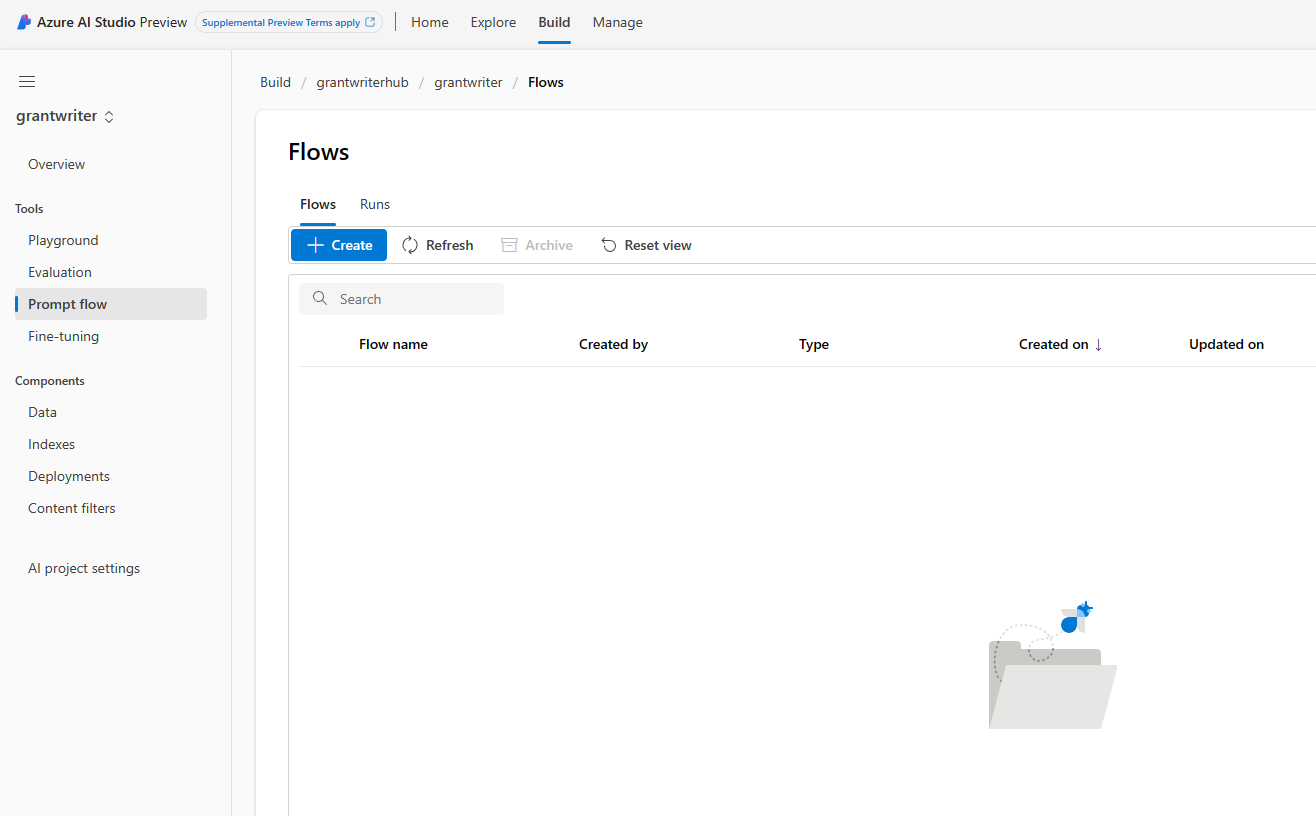 Azure AI Studio Preview Supplemental Preview Terms apply Home Explore Build Manage
Build / grantwriterhub / grantwriter / Flows
grantwriter
Overview
Tools
Playground
Evaluation
Prompt flow
Fine-tuning
Components
Data
Indexes
Deployments
Content filters
AI project settings
Flows
Flows Runs
Create Refresh Archive Reset view
Search
Flow name Created by Type Created on ↓ Updated on